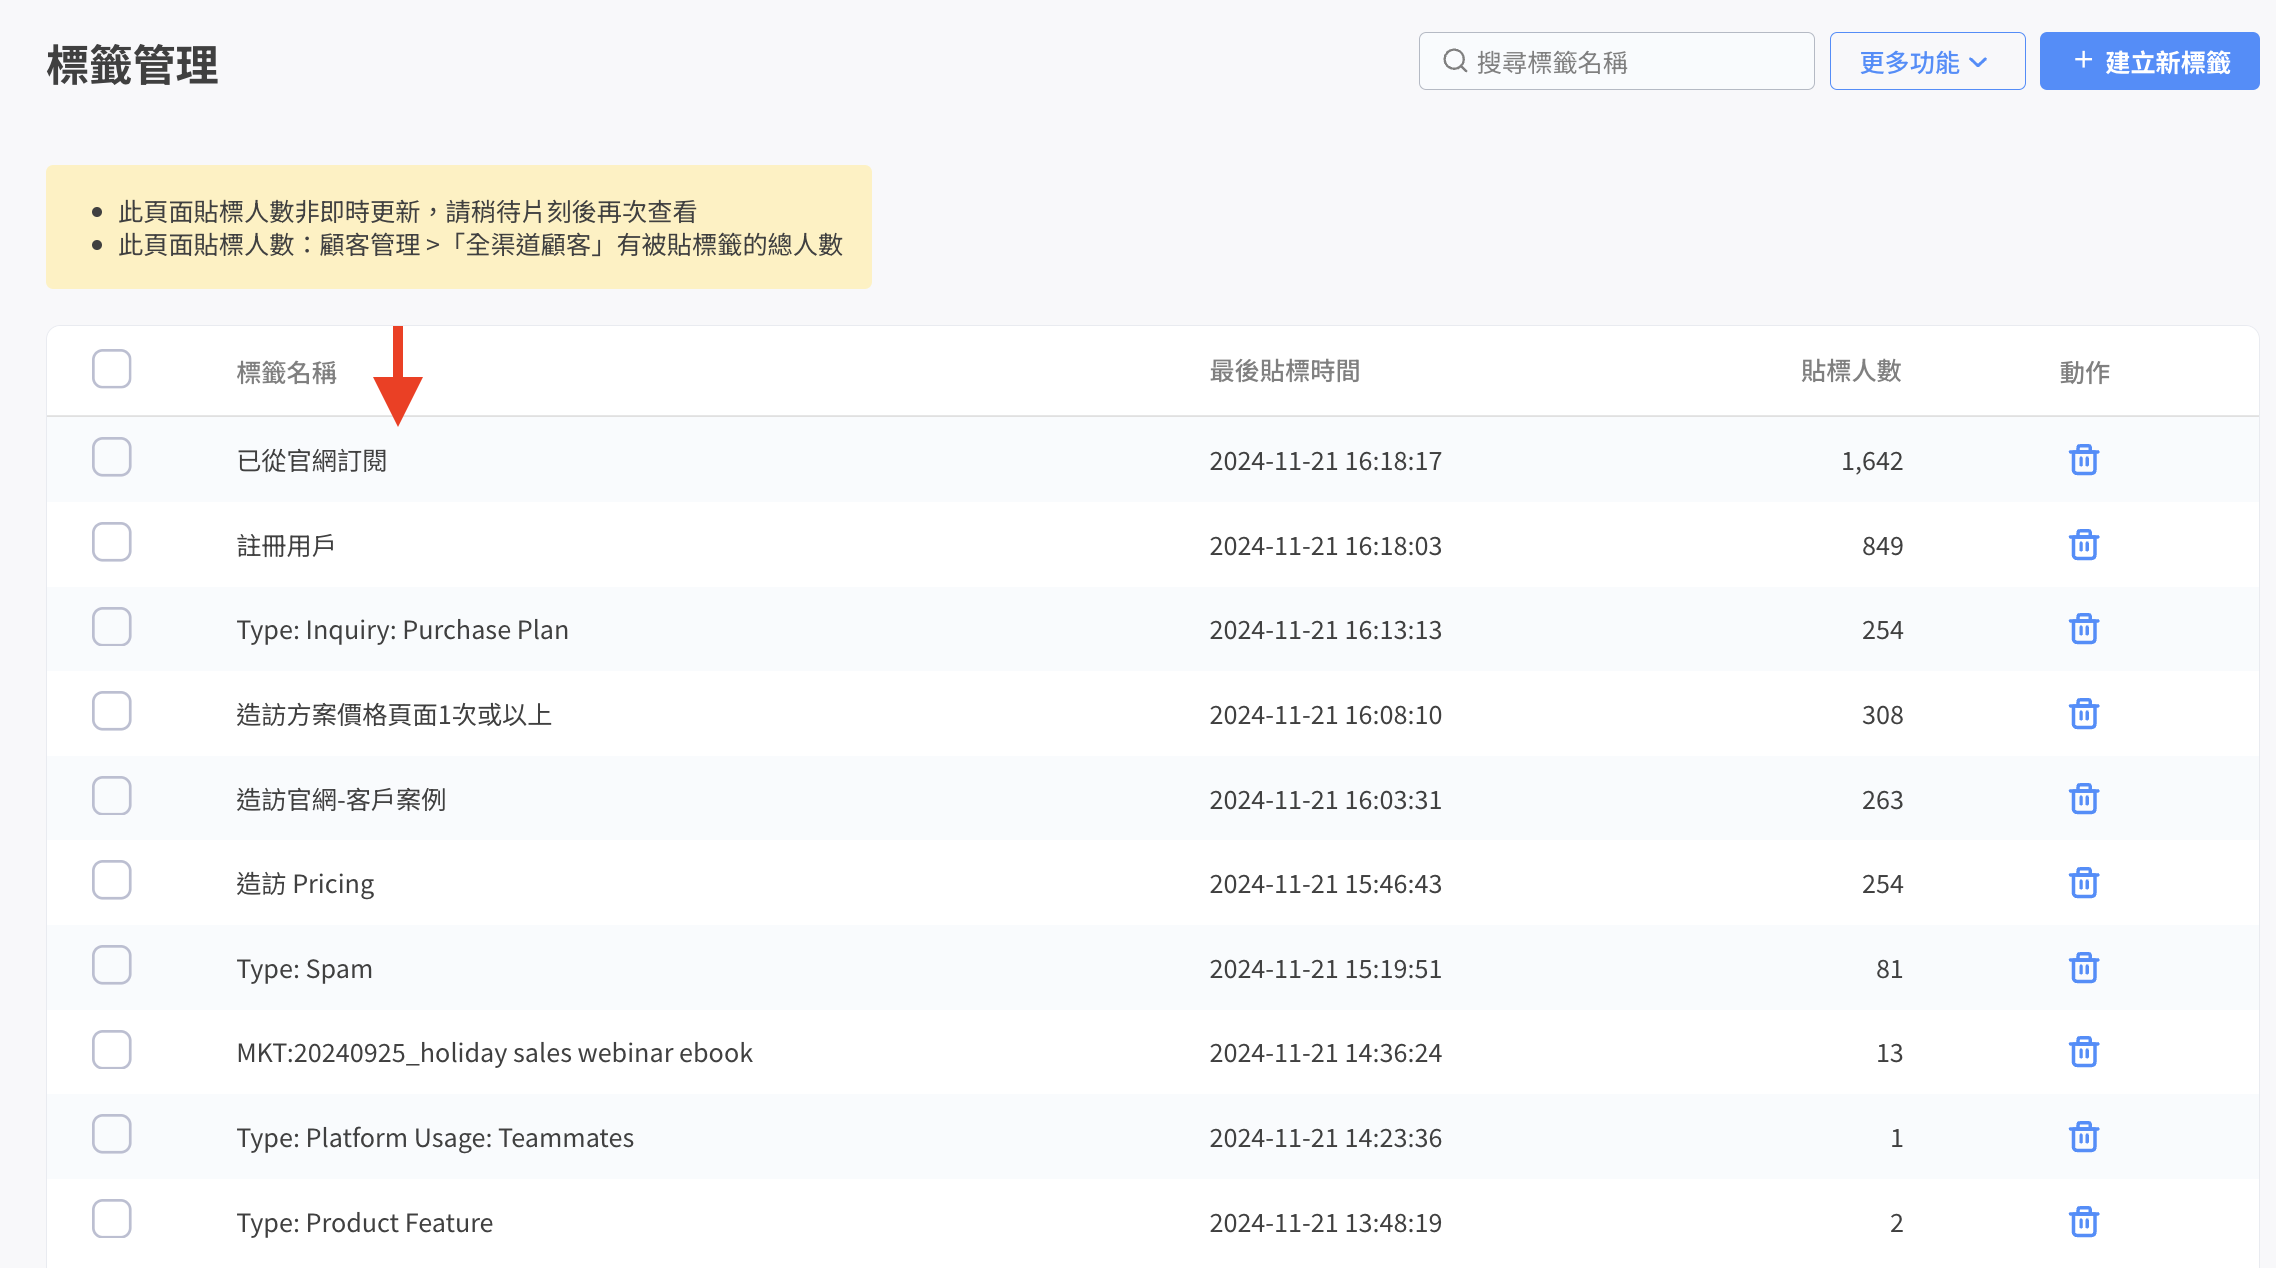 標籤管理
搜尋標籤名稱
更多功能
+ 建立新標籤
• 此頁面貼標人數非即時更新，請稍待片刻後再次查看
• 此頁面貼標人數：顧客管理 >「全渠道顧客」有被貼標籤的總人數
標籤名稱 最後貼標時間 貼標人數 動作
已從官網訂閱 2024-11-21 16:18:17 1,642
註冊用戶 2024-11-21 16:18:03 849
Type: Inquiry: Purchase Plan 2024-11-21 16:13:13 254
造訪方案價格頁面1次或以上 2024-11-21 16:08:10 308
造訪官網-客戶案例 2024-11-21 16:03:31 263
造訪 Pricing 2024-11-21 15:46:43 254
Type: Spam 2024-11-21 15:19:51 81
MKT:20240925_holiday sales webinar ebook 2024-11-21 14:36:24 13
Type: Platform Usage: Teammates 2024-11-21 14:23:36 1
Type: Product Feature 2024-11-21 13:48:19 2